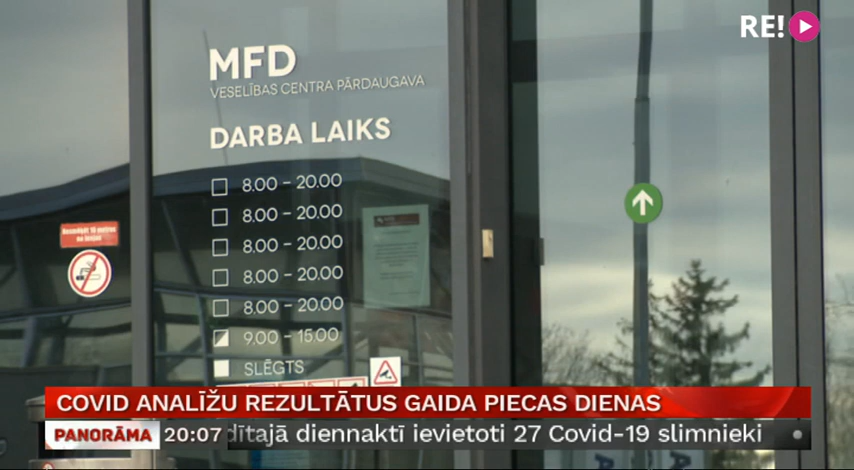 RE!
MFD
VESELĪBAS CENTRA PĀRDAUGAVA
DARBA LAIKS
8.00 – 20.00
8.00 – 20.00
8.00 – 20.00
8.00 – 20.00
8.00 – 20.00
9.00 – 15.00
SLĒGTS
COVID ANALĪŽU REZULTĀTUS GAIDA PIECAS DIENAS
PANORĀMA 20:07 dītajā diennaktī ievietoti 27 Covid-19 slimnieki